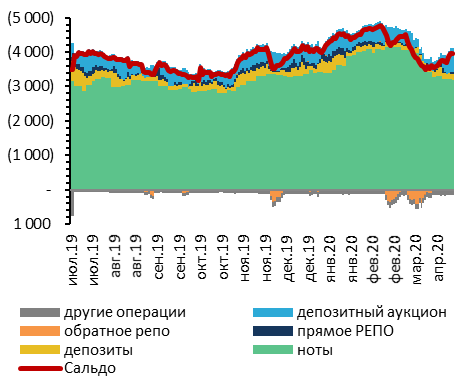 (5 000)
(4 000)
(3 000)
(2 000)
(1 000)
-
1 000
июл.19
июл.19
авг.19
авг.19
сен.19
сен.19
окт.19
окт.19
ноя.19
ноя.19
дек.19
дек.19
янв.20
янв.20
фев.20
фев.20
мар.20
апр.20
другие операции
депозитный аукцион
обратное репо
прямое РЕПО
депозиты
ноты
Сальдо